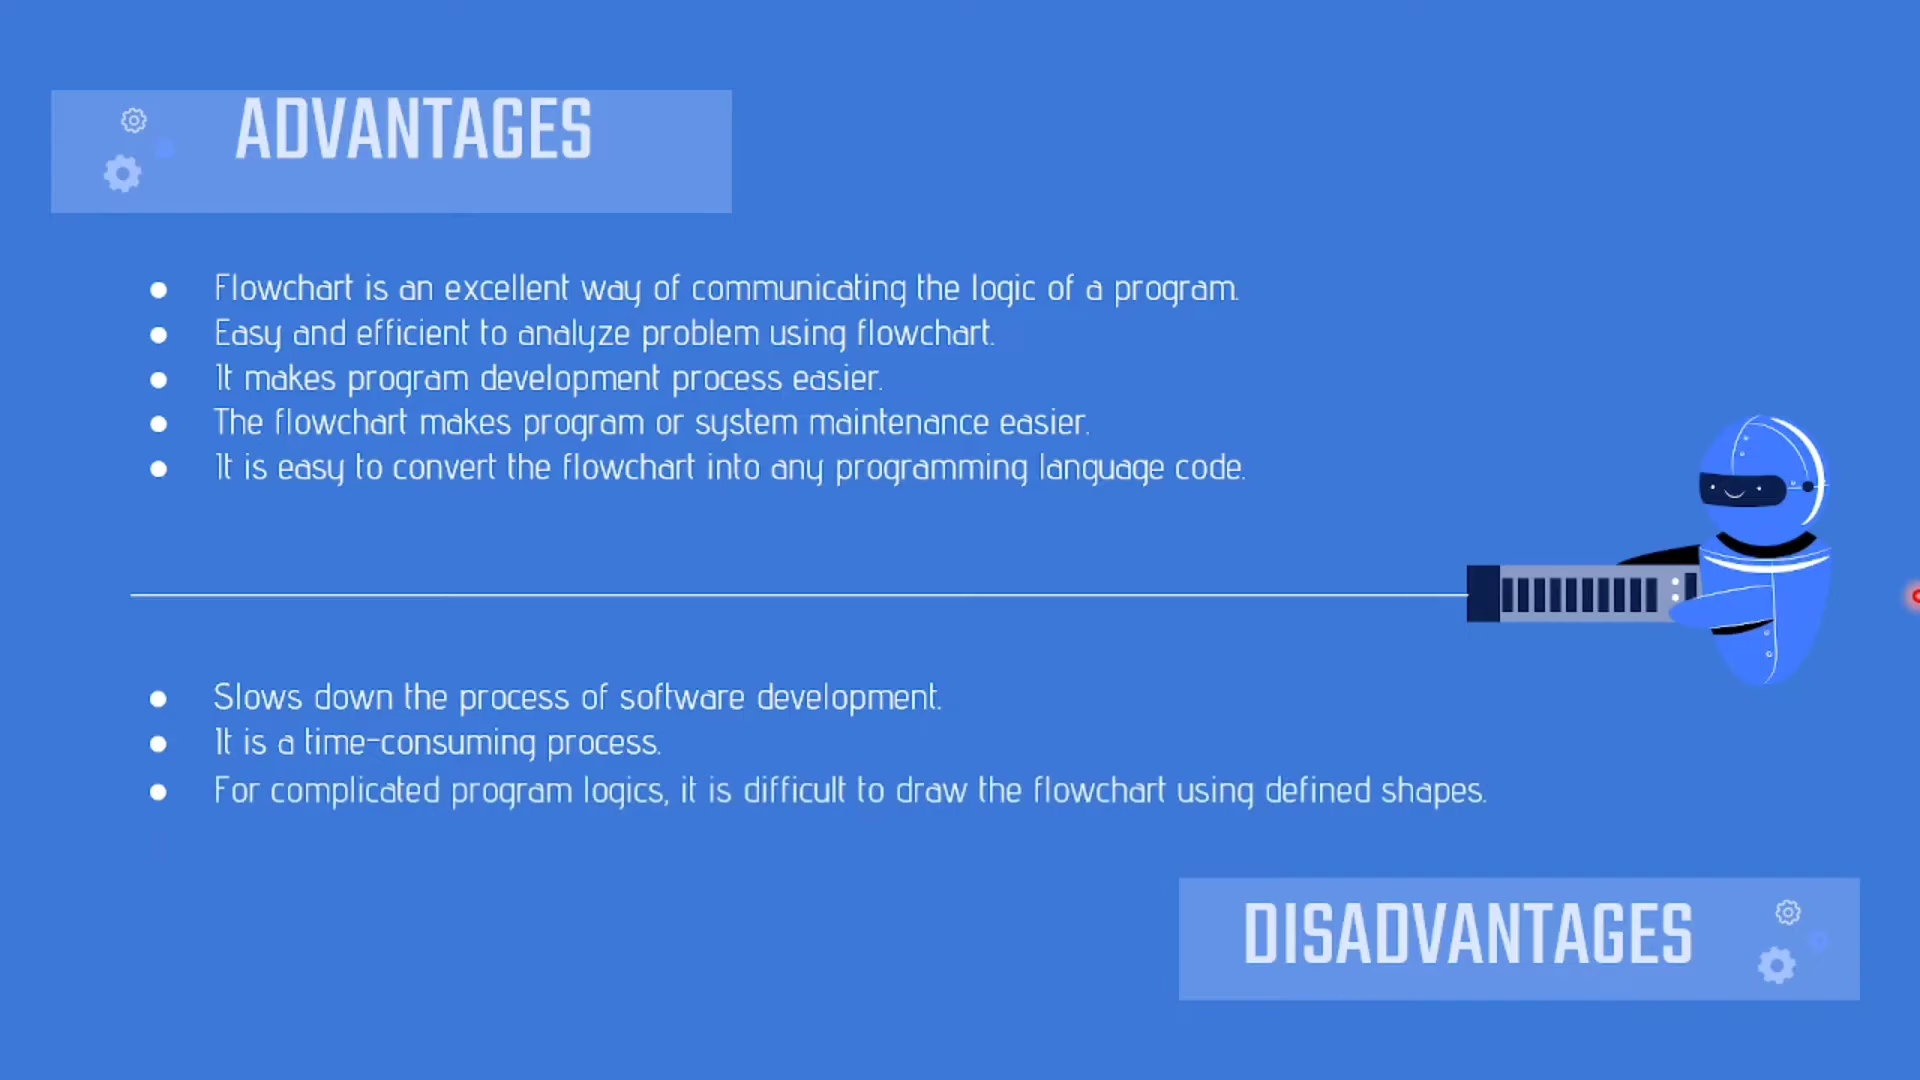 ADVANTAGES
Flowchart is an excellent way of communicating the logic of a program.
Easy and efficient to analyze problem using flowchart.
It makes program development process easier.
The flowchart makes program or system maintenance easier.
It is easy to convert the flowchart into any programming language code.
Slows down the process of software development.
It is a time-consuming process.
For complicated program logics, it is difficult to draw the flowchart using defined shapes.
DISADVANTAGES